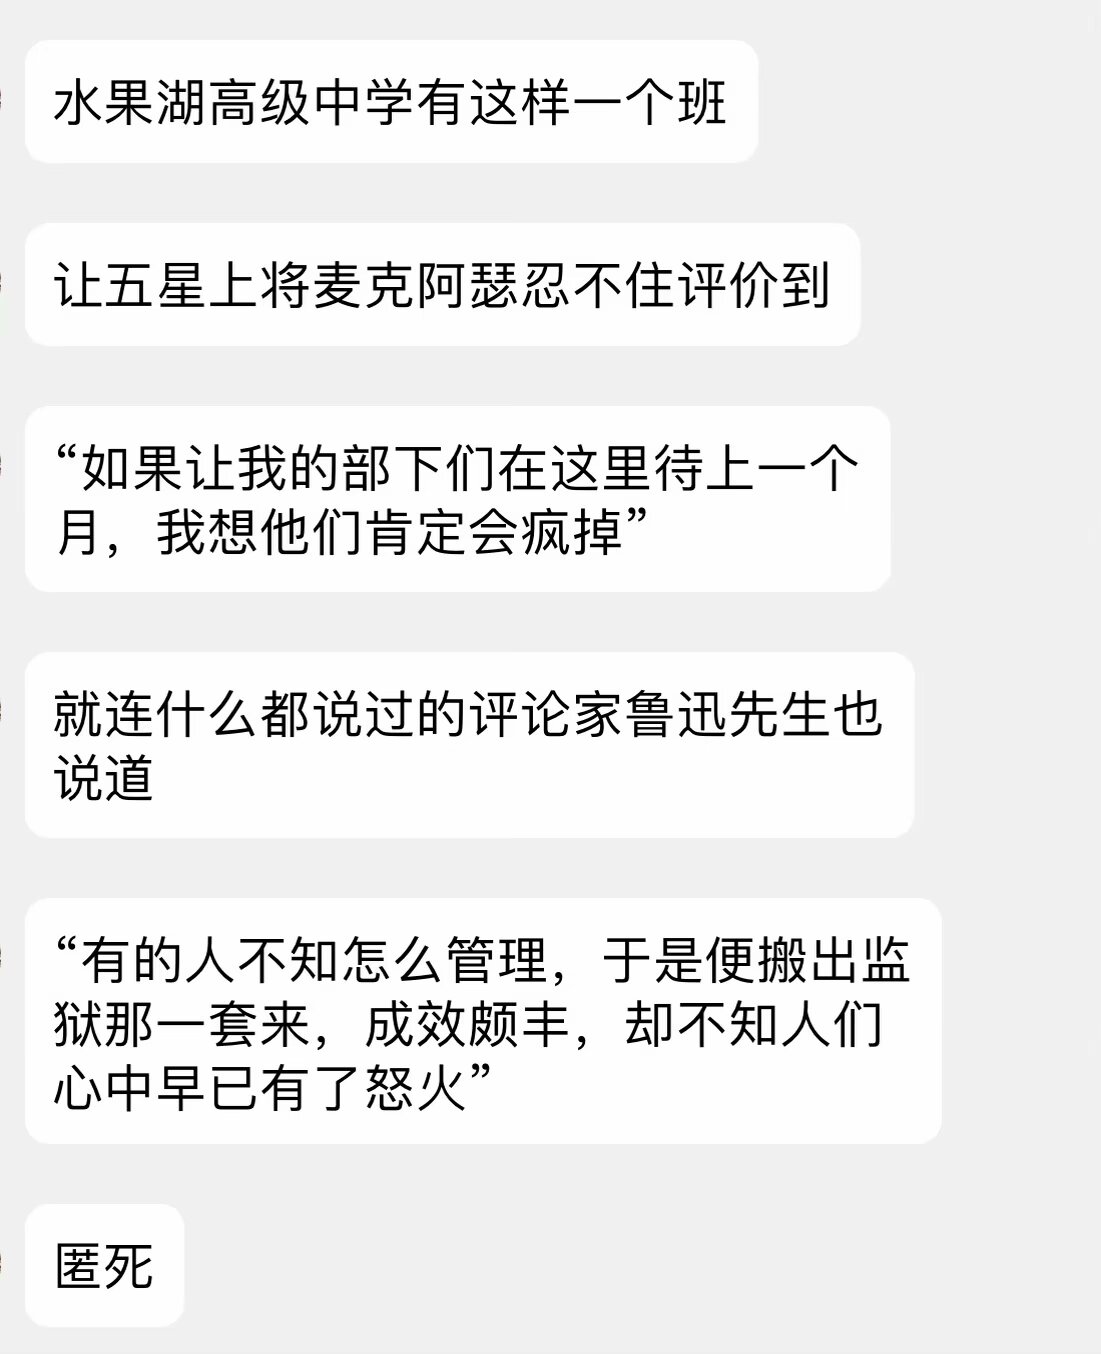 水果湖高级中学有这样一个班
让五星上将麦克阿瑟忍不住评价到
“如果让我的部下们在这里待上一个
月，我想他们肯定会疯掉”
就连什么都说过的评论家鲁迅先生也
说道
“有的人不知怎么管理，于是便搬出监
狱那一套来，成效颇丰，却不知人们
心中早已有了怒火”
匿死